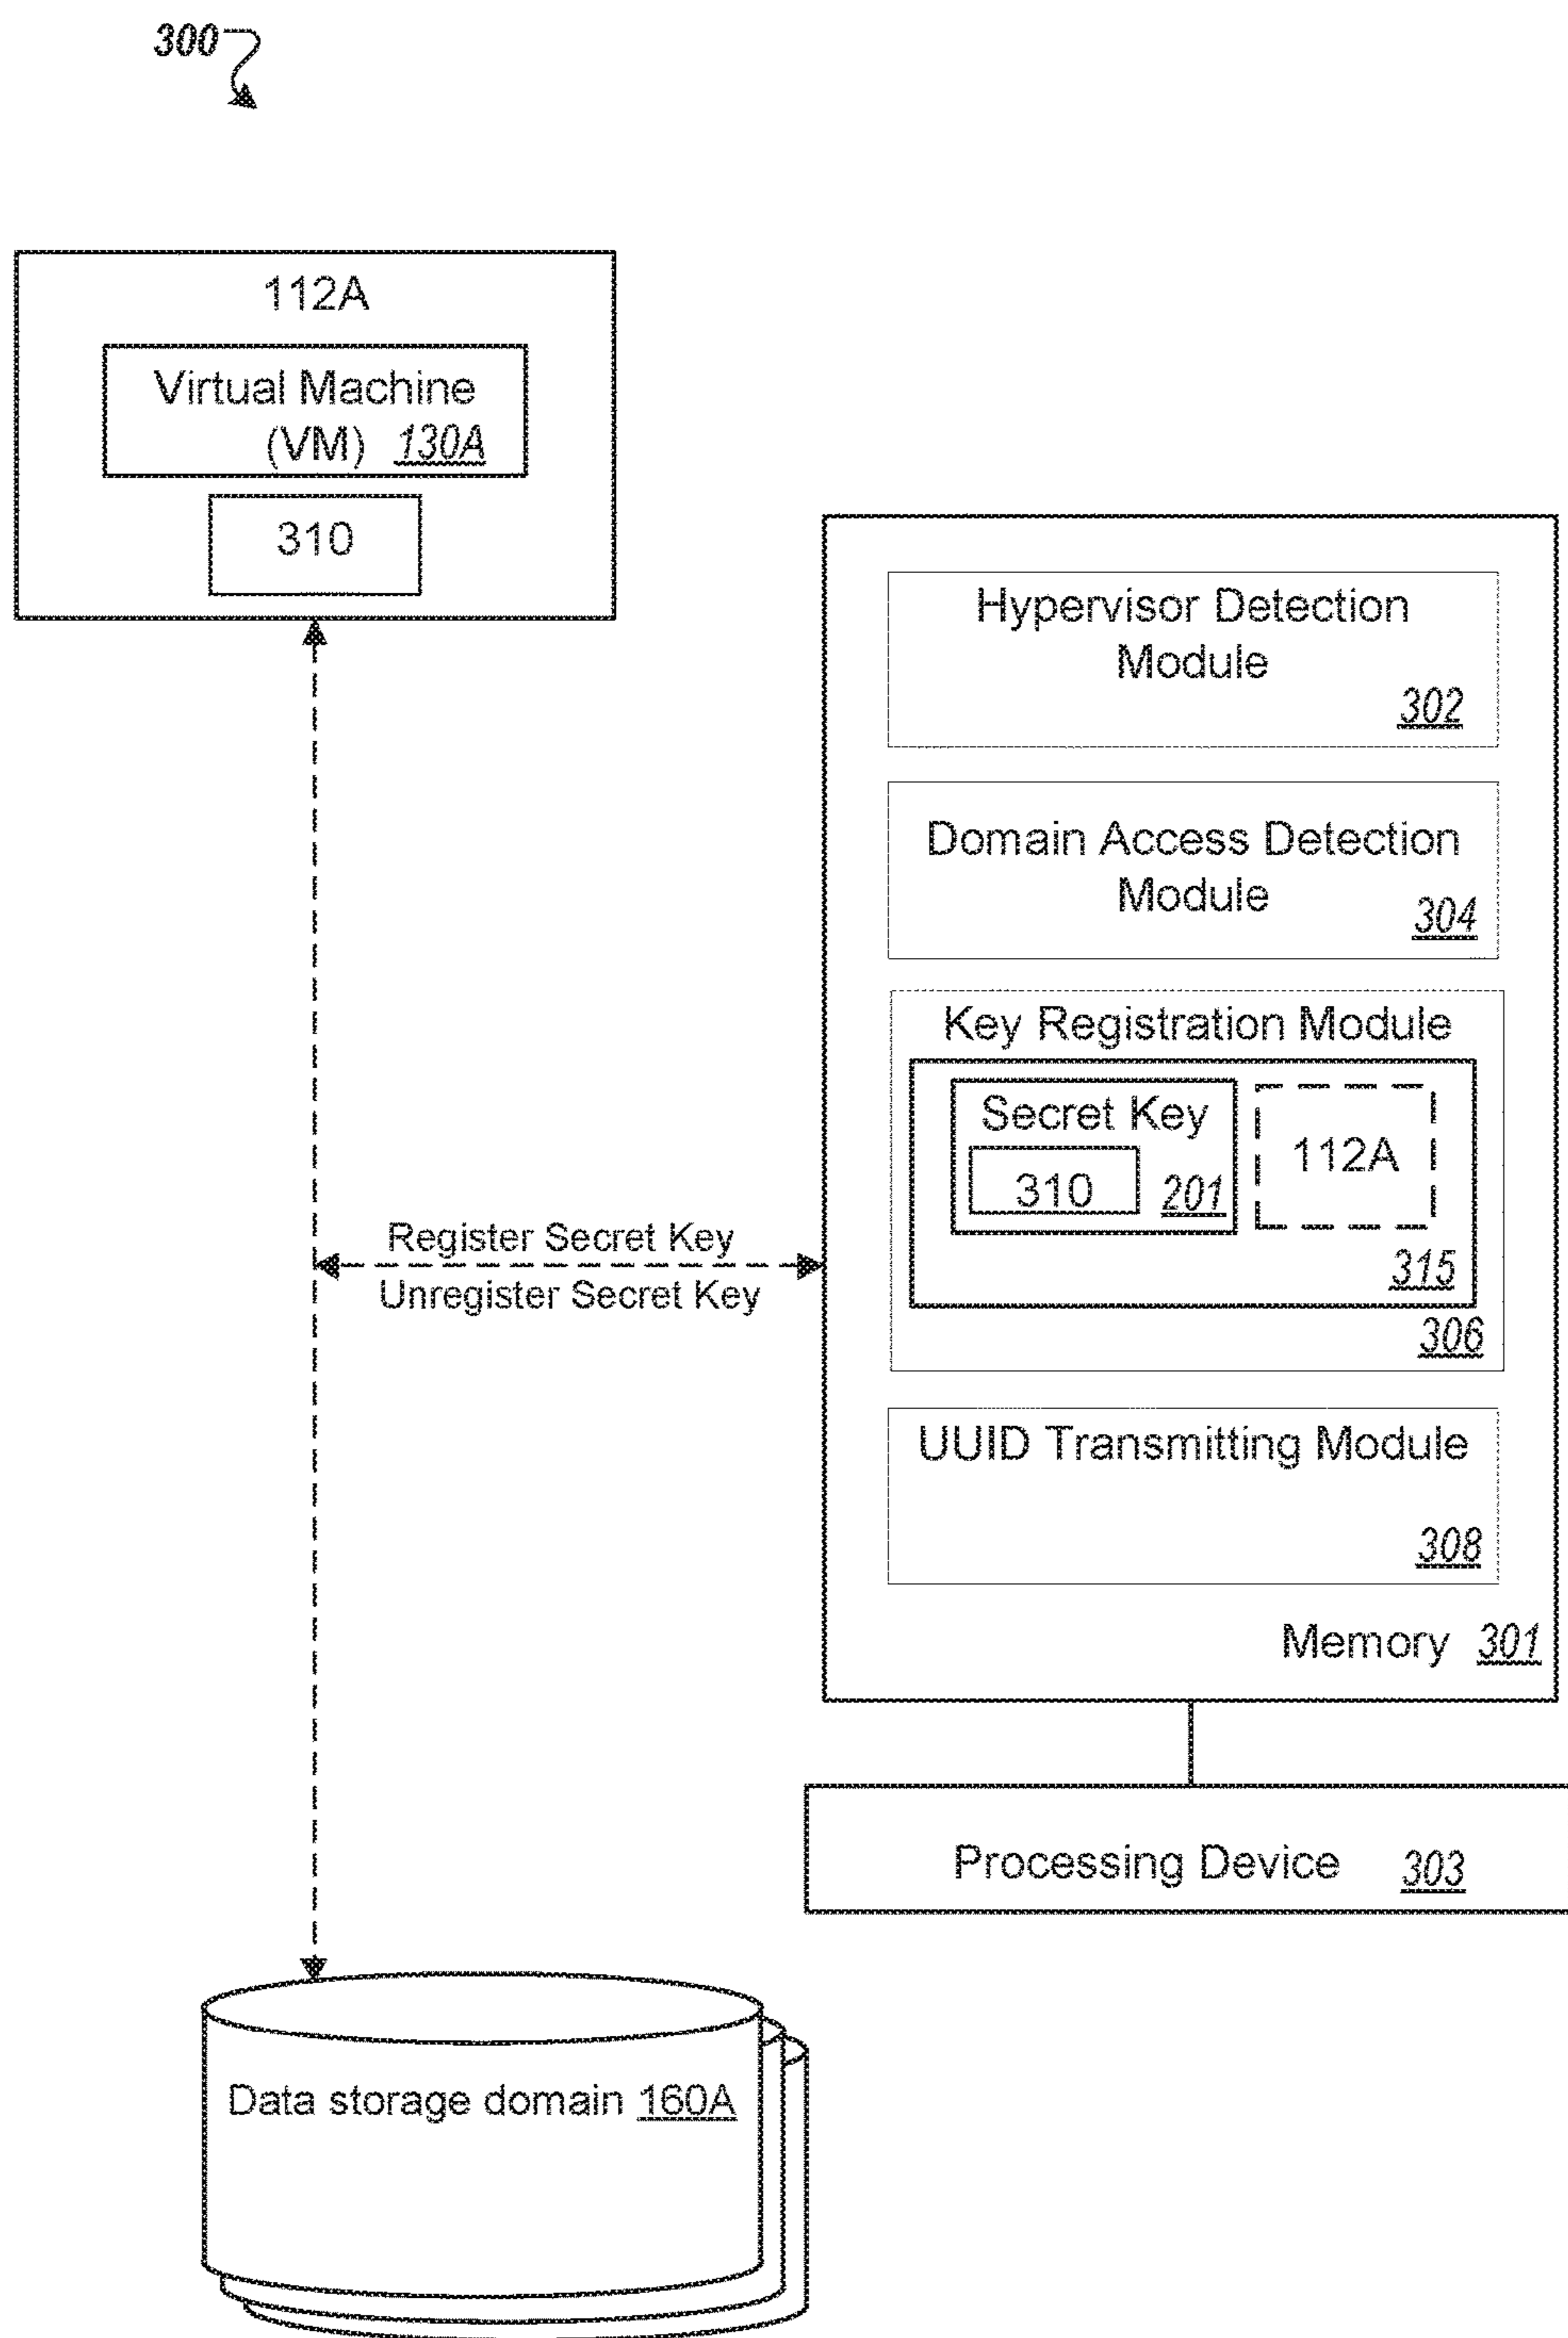 300
112A
Virtual Machine
(VM) 130A
310
Hypervisor Detection
Module
302
Domain Access Detection
Module
304
Key Registration Module
Secret Key
310 201
112A
315
306
Register Secret Key
Unregister Secret Key
UUID Transmitting Module
308
Memory 301
Processing Device 303
Data storage domain 160A